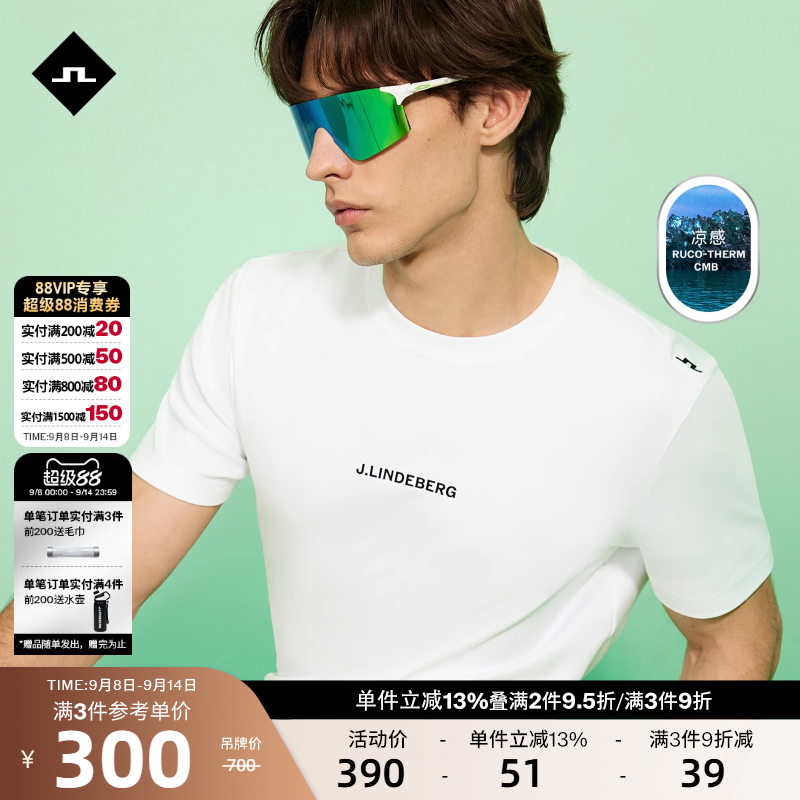 凉感
RUCO-THERM
CMB
88VIP专享
超级88消费券
实付满200减20
实付满500减50
实付满800减80
实付满1500减150
TIME:9月8日-9月14日
J.LINDEBERG
超级88
9/8 00:00 - 9/14 23:59
单笔订单实付满3件
前200送毛巾
单笔订单实付满4件
前200送水壶
*赠品随单发出，赠完为止
TIME:9月8日-9月14日
满3件参考单价
¥300
吊牌价
700
单件立减13%叠满2件9.5折/满3件9折
活动价 - 单件立减13% - 满3件9折减
390 - 51 - 39